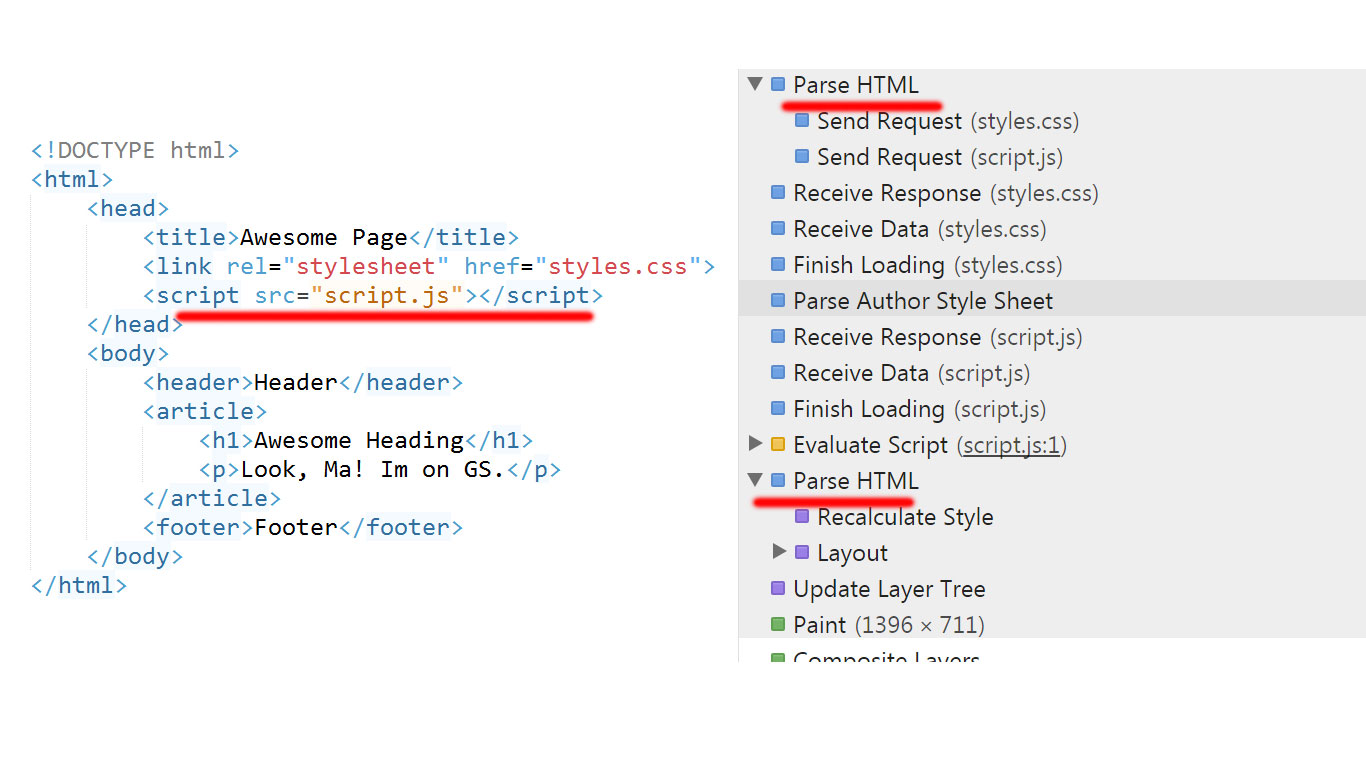 <!DOCTYPE html>
<html>
<head>
<title>Awesome Page</title>
<link rel="stylesheet" href="styles.css">
<script src="script.js"></script>
</head>
<body>
<header>Header</header>
<article>
<h1>Awesome Heading</h1>
<p>Look, Ma! Im on GS.</p>
</article>
<footer>Footer</footer>
</body>
</html>
Parse HTML
Send Request (styles.css)
Send Request (script.js)
Receive Response (styles.css)
Receive Data (styles.css)
Finish Loading (styles.css)
Parse Author Style Sheet
Receive Response (script.js)
Receive Data (script.js)
Finish Loading (script.js)
Evaluate Script (script.js:1)
Parse HTML
Recalculate Style
Layout
Update Layer Tree
Paint (1396 × 711)
Composite Layers